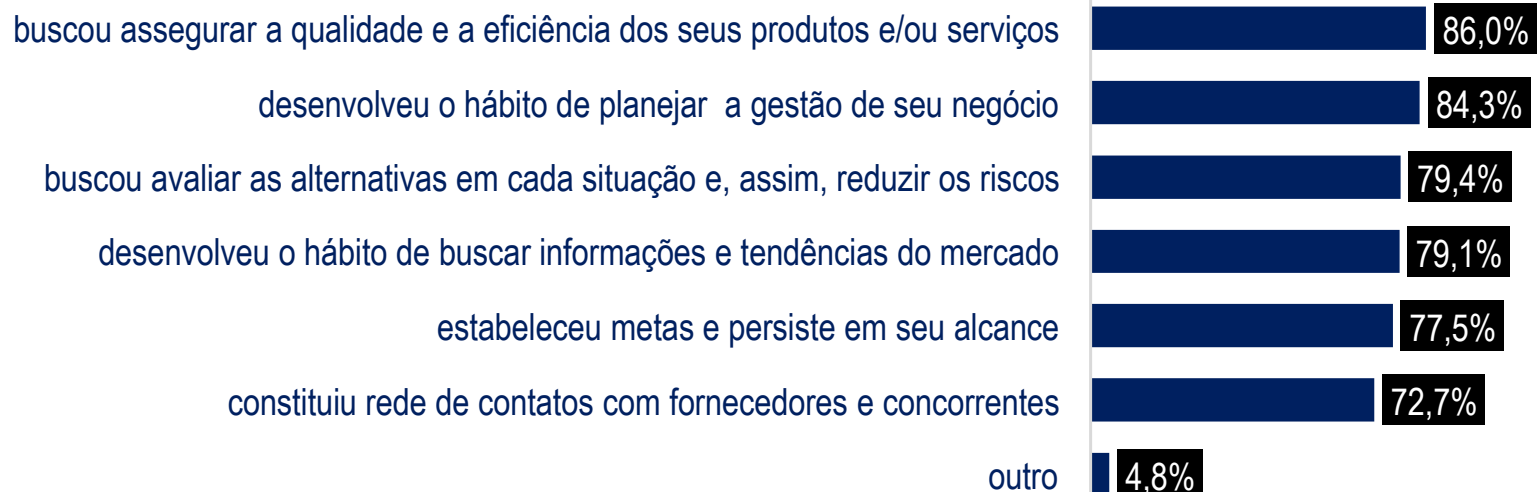 buscou assegurar a qualidade e a eficiência dos seus produtos e/ou serviços 86,0%
desenvolveu o hábito de planejar  a gestão de seu negócio 84,3%
buscou avaliar as alternativas em cada situação e, assim, reduzir os riscos 79,4%
desenvolveu o hábito de buscar informações e tendências do mercado 79,1%
estabeleceu metas e persiste em seu alcance 77,5%
constituiu rede de contatos com fornecedores e concorrentes 72,7%
outro 4,8%